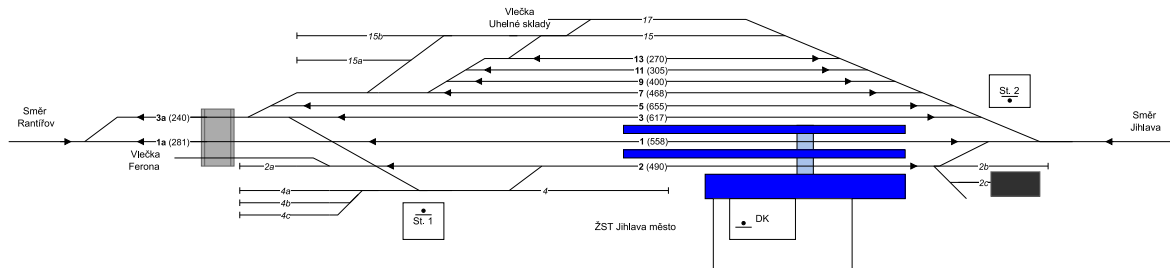 Vlečka
Uhelné sklady
17
15b
15
15a
13 (270)
11 (305)
9 (400)
7 (468)
5 (655)
St. 2
Směr
Rantířov
3a (240)
3 (617)
Směr
Jihlava
1a (281)
1 (558)
Vlečka
Ferona
2a
2 (490)
2b
2c
4a
4
4b
4c
St. 1
ŽST Jihlava město
DK